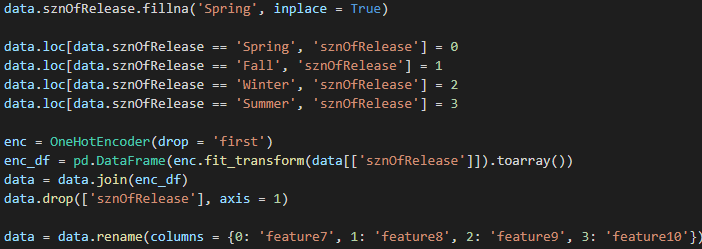 data.sznOfRelease.fillna('Spring', inplace = True)
data.loc[data.sznOfRelease == 'Spring', 'sznOfRelease'] = 0
data.loc[data.sznOfRelease == 'Fall', 'sznOfRelease'] = 1
data.loc[data.sznOfRelease == 'Winter', 'sznOfRelease'] = 2
data.loc[data.sznOfRelease == 'Summer', 'sznOfRelease'] = 3
enc = OneHotEncoder(drop = 'first')
enc_df = pd.DataFrame(enc.fit_transform(data[['sznOfRelease']]).toarray())
data = data.join(enc_df)
data.drop(['sznOfRelease'], axis = 1)
data = data.rename(columns = {0: 'feature7', 1: 'feature8', 2: 'feature9', 3: 'feature10'})